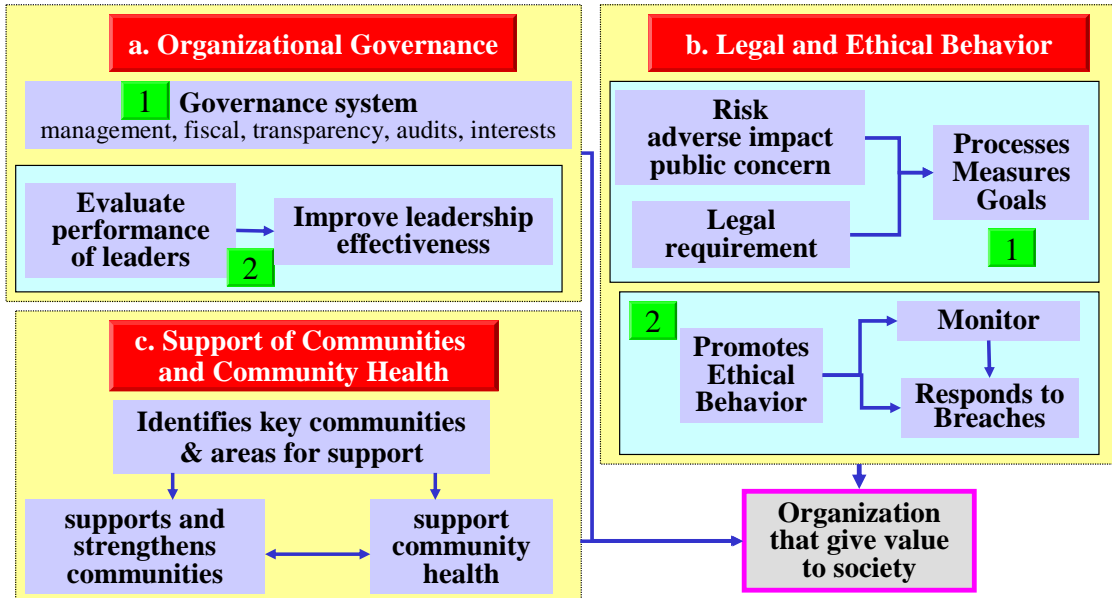 a. Organizational Governance
1
Governance system
management, fiscal, transparency, audits, interests
Evaluate
performance
of leaders
2
Improve leadership
effectiveness
b. Legal and Ethical Behavior
Risk
adverse impact
public concern
Legal
requirement
Processes
Measures
Goals
1
2
Promotes
Ethical
Behavior
Monitor
Responds to
Breaches
c. Support of Communities
and Community Health
Identifies key communities
& areas for support
supports and
strengthens
communities
support
community
health
Organization
that give value
to society